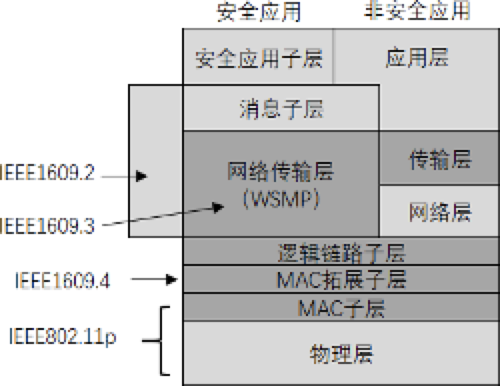 安全应用
非安全应用
安全应用子层
应用层
消息子层
IEEE1609.2
网络传输层
(WSMP)
传输层
IEEE1609.3
网络层
逻辑链路子层
IEEE1609.4
MAC拓展子层
MAC子层
IEEE802.11p
物理层